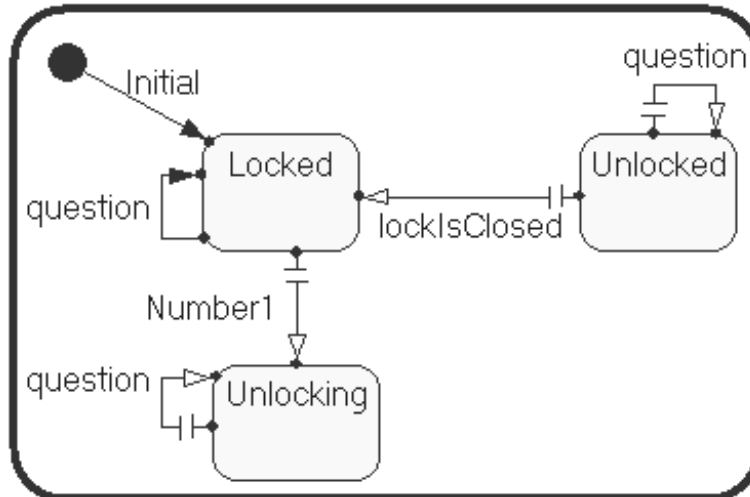 question
Initial
Locked
Unlocked
question
lockIsClosed
Number1
question
Unlocking